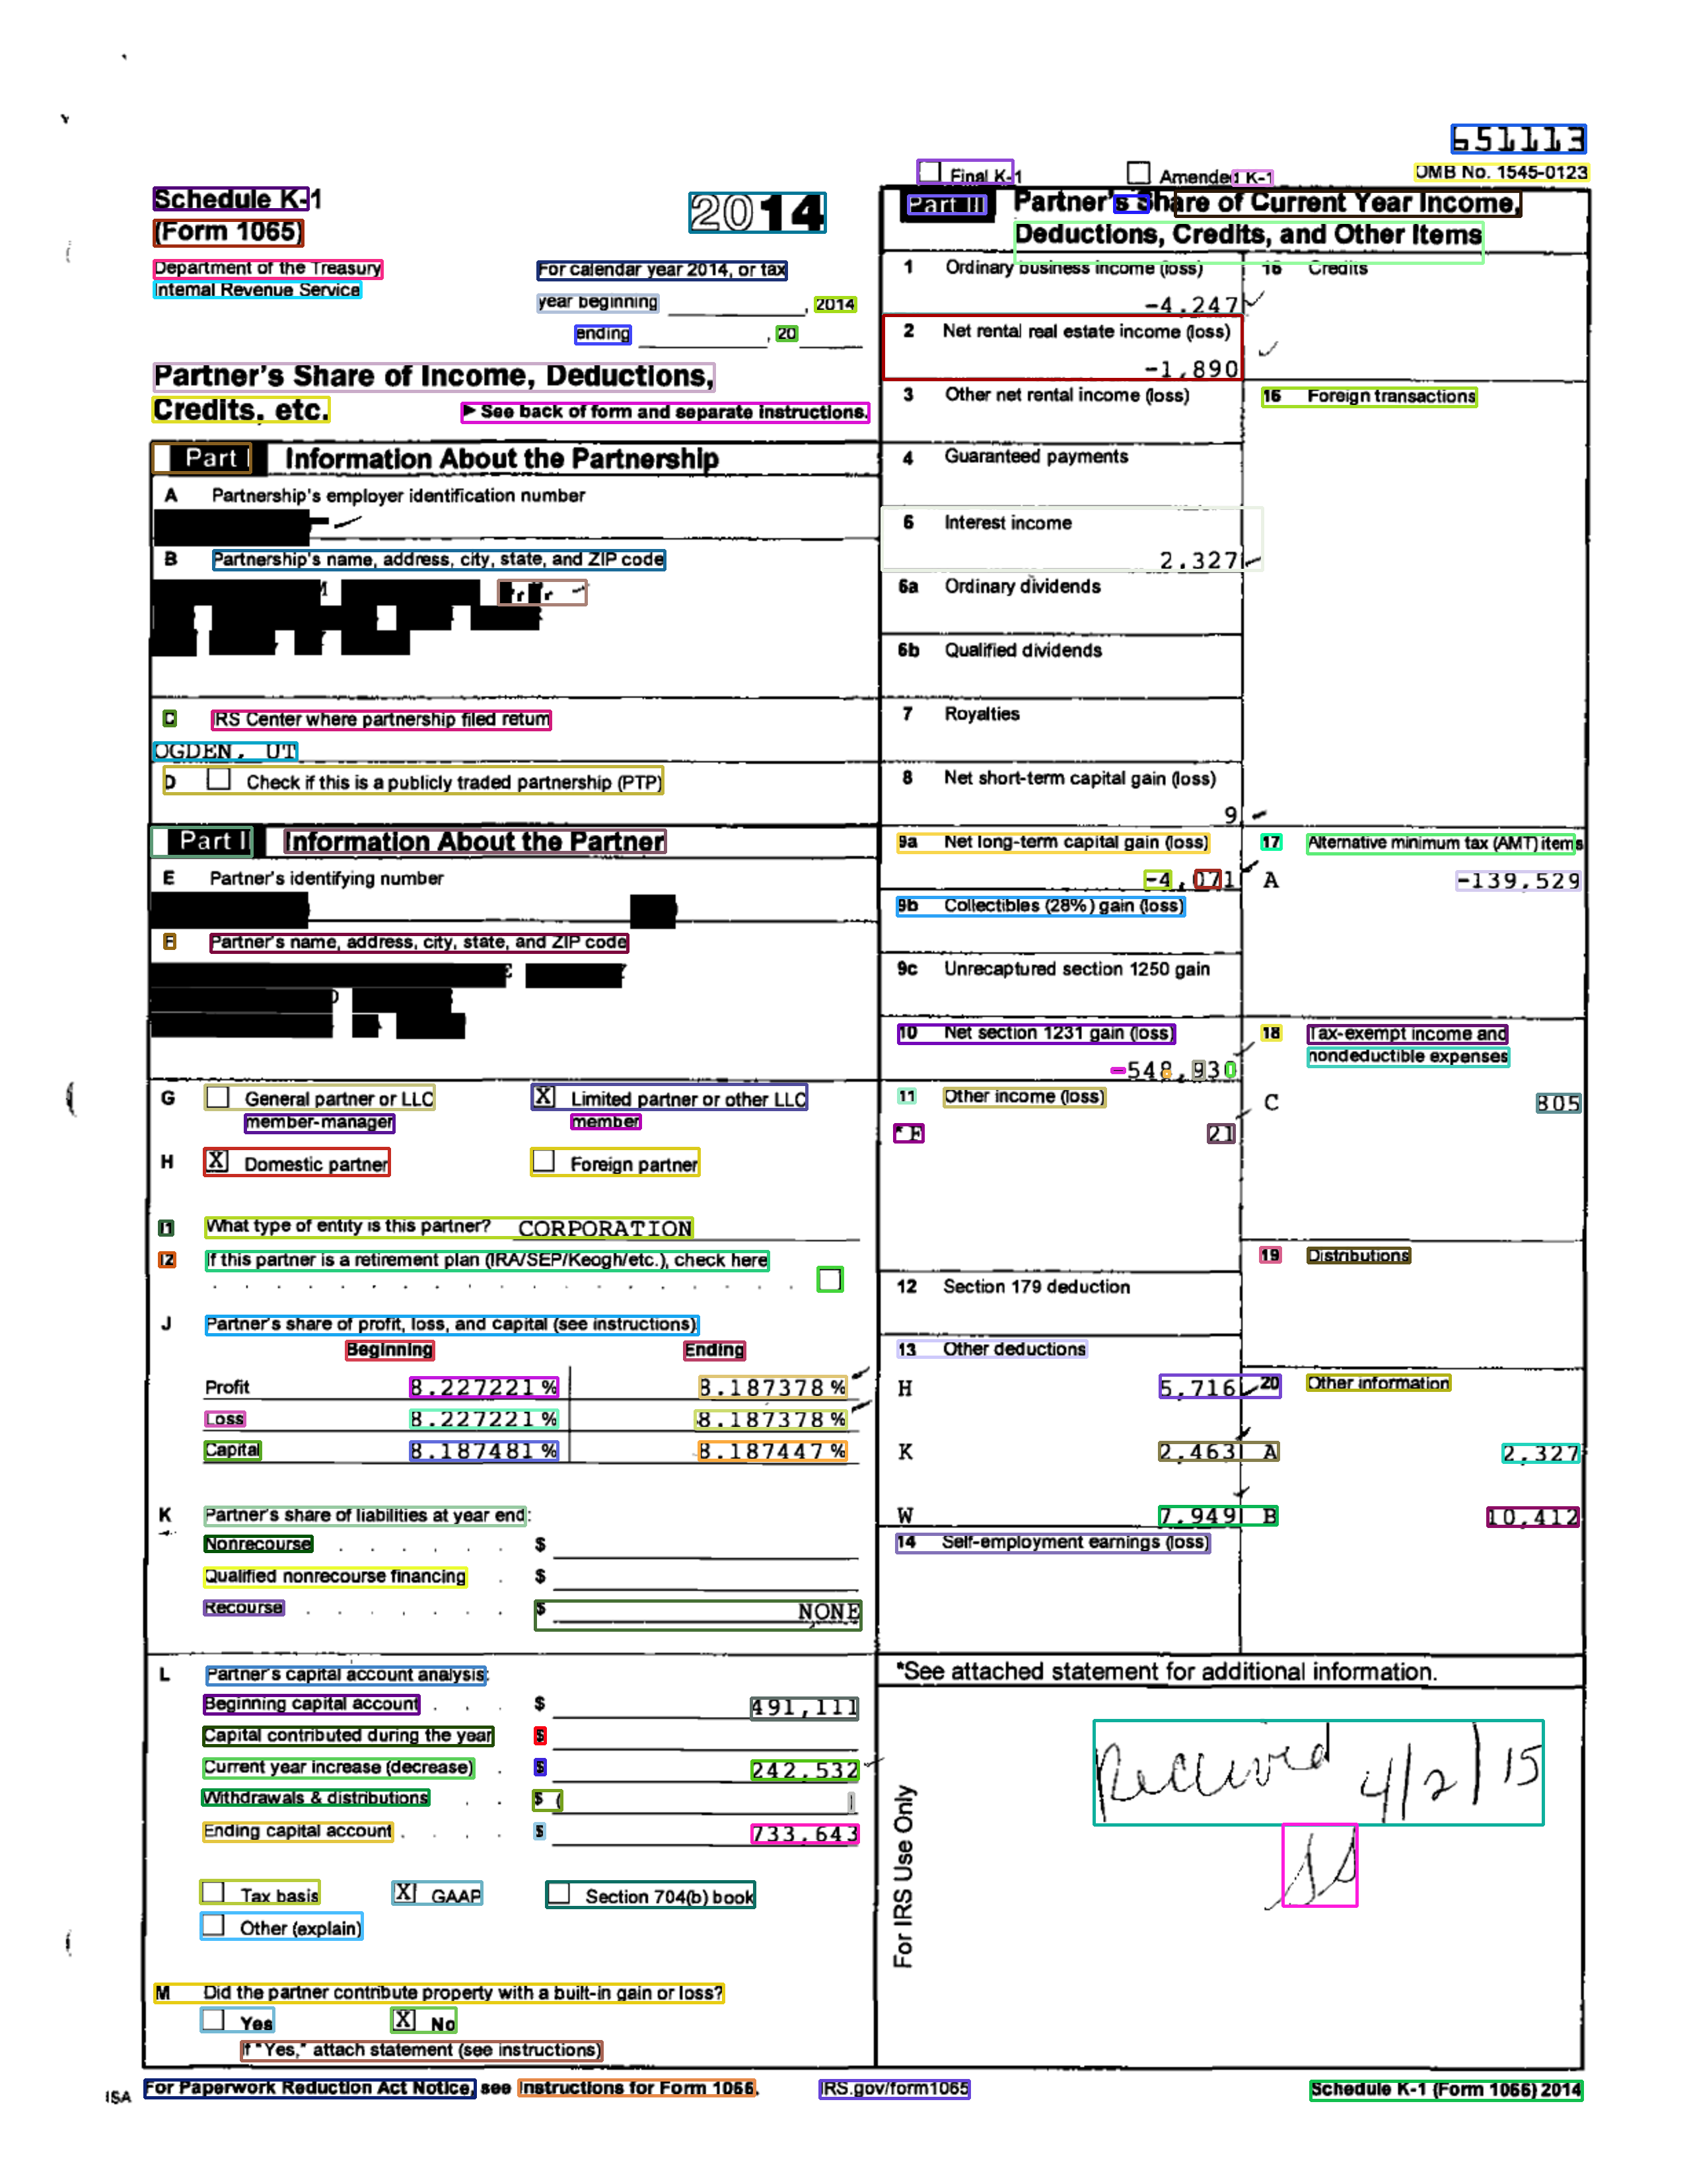 651113
Final K-1 Amended K-1 OMB No. 1545-0123
Schedule K-1
(Form 1065)
2014
Department of the Treasury
Internal Revenue Service
For calendar year 2014, or tax
year beginning , 2014
ending , 20
Partner's Share of Income, Deductions,
Credits, etc.
► See back of form and separate instructions.
Part I Information About the Partnership
A Partnership's employer identification number
B Partnership's name, address, city, state, and ZIP code
C IRS Center where partnership filed return
OGDEN, UT
D Check if this is a publicly traded partnership (PTP)
Part II Information About the Partner
E Partner's identifying number
F Partner's name, address, city, state, and ZIP code
G General partner or LLC X Limited partner or other LLC
member-manager member
H X Domestic partner Foreign partner
I1 What type of entity is this partner? CORPORATION
I2 If this partner is a retirement plan (IRA/SEP/Keogh/etc.), check here
J Partner's share of profit, loss, and capital (see instructions)
Beginning Ending
Profit 8.227221 % 8.187378 %
Loss 8.227221 % 8.187378 %
Capital 8.187481 % 8.187447 %
K Partner's share of liabilities at year end:
Nonrecourse . . . . . . $
Qualified nonrecourse financing . $
Recourse . . . . . . . $ NONE
L Partner's capital account analysis:
Beginning capital account . . . $ 491,111
Capital contributed during the year $
Current year increase (decrease) . $ 242,532
Withdrawals & distributions . . $ ( )
Ending capital account . . . . $ 733,643
Tax basis X GAAP Section 704(b) book
Other (explain)
M Did the partner contribute property with a built-in gain or loss?
Yes X No
If "Yes," attach statement (see instructions)
Part III Partner's Share of Current Year Income,
Deductions, Credits, and Other Items
1 Ordinary business income (loss)
-4,247
2 Net rental real estate income (loss)
-1,890
3 Other net rental income (loss)
4 Guaranteed payments
5 Interest income
2,327
6a Ordinary dividends
6b Qualified dividends
7 Royalties
8 Net short-term capital gain (loss)
9
9a Net long-term capital gain (loss)
-4,071
9b Collectibles (28%) gain (loss)
9c Unrecaptured section 1250 gain
10 Net section 1231 gain (loss)
-548,930
11 Other income (loss)
*F 21
12 Section 179 deduction
13 Other deductions
H 5,716
K 2,463
W 7,949
14 Self-employment earnings (loss)
15 Credits
16 Foreign transactions
17 Alternative minimum tax (AMT) items
A -139,529
18 Tax-exempt income and
nondeductible expenses
C 805
19 Distributions
20 Other information
A 2,327
B 10,412
*See attached statement for additional information.
For IRS Use Only
Received 4/2/15
SS
ISA For Paperwork Reduction Act Notice, see Instructions for Form 1065. IRS.gov/form1065 Schedule K-1 (Form 1065) 2014